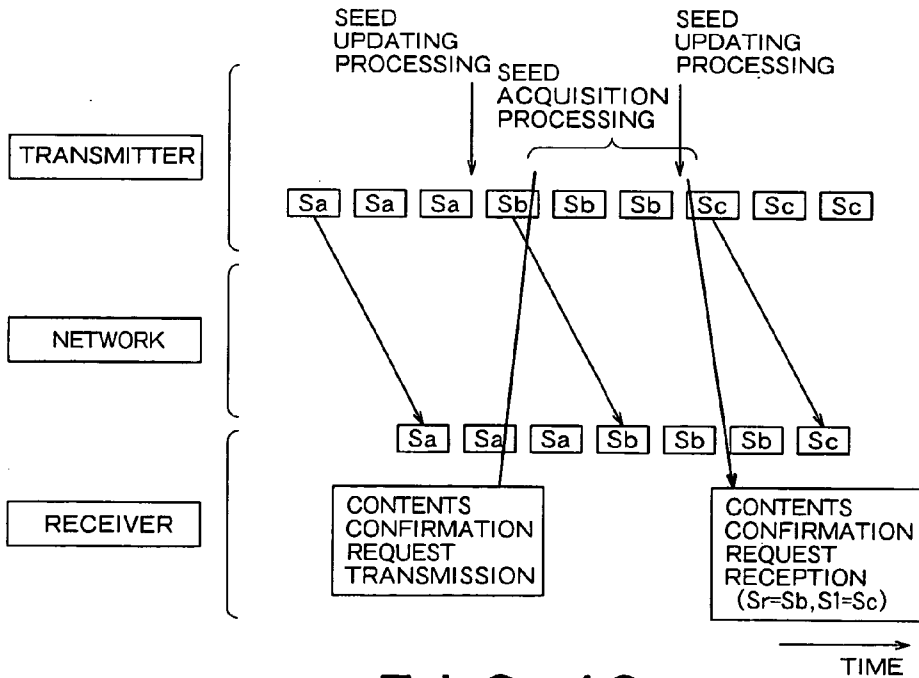 SEED
UPDATING
PROCESSING
SEED
ACQUISITION
PROCESSING
SEED
UPDATING
PROCESSING
TRANSMITTER
Sa Sa Sa Sb Sb Sb Sc Sc Sc
NETWORK
Sa Sa Sa Sb Sb Sb Sc
RECEIVER
CONTENTS
CONFIRMATION
REQUEST
TRANSMISSION
CONTENTS
CONFIRMATION
REQUEST
RECEPTION
(Sr=Sb,S1=Sc)
TIME